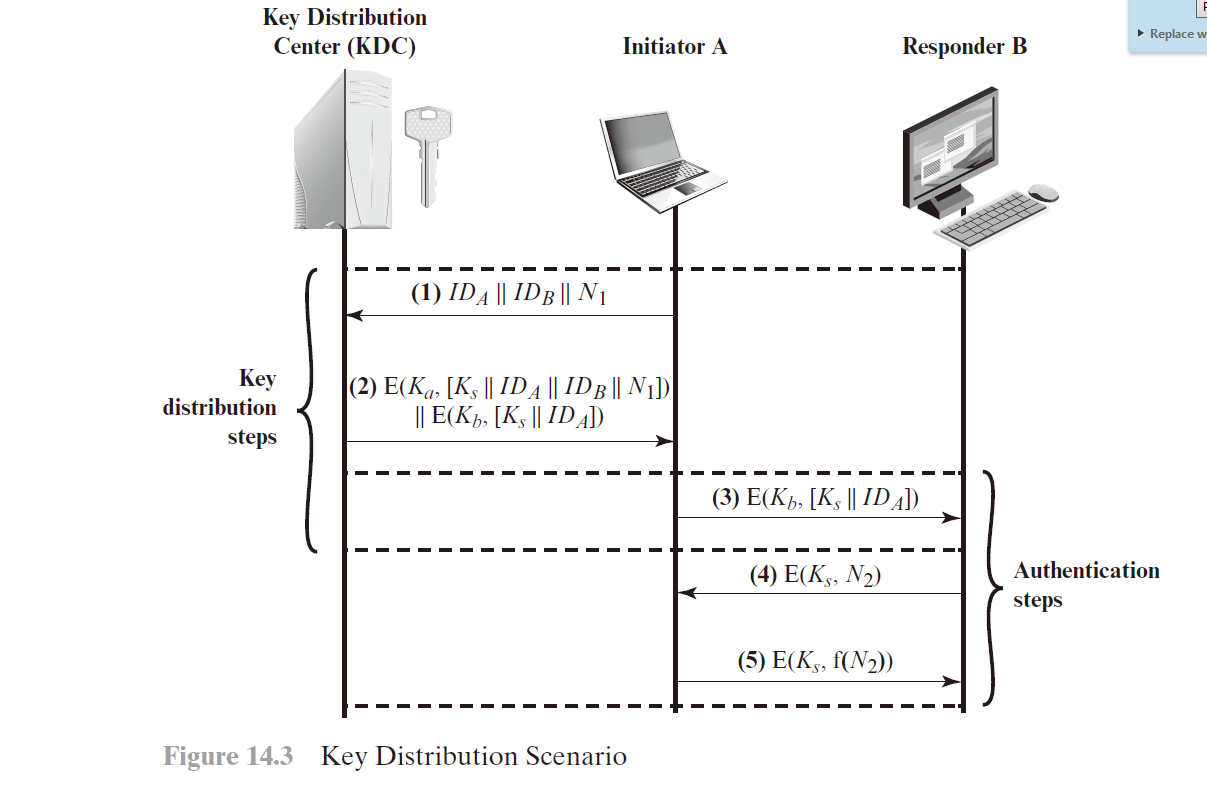 Key Distribution
Center (KDC)
Initiator A
Responder B
Replace w
(1) ID_A || ID_B || N_1
(2) E(K_a, [K_s || ID_A || ID_B || N_1])
|| E(K_b, [K_s || ID_A])
Key
distribution
steps
(3) E(K_b, [K_s || ID_A])
(4) E(K_s, N_2)
Authentication
steps
(5) E(K_s, f(N_2))
Figure 14.3 Key Distribution Scenario